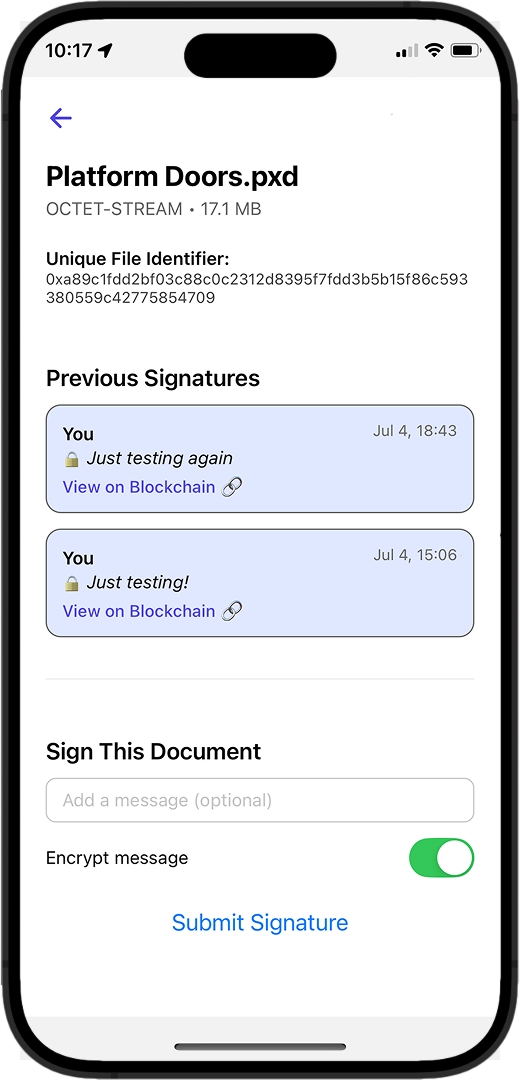 10:17
Platform Doors.pxd
OCTET-STREAM • 17.1 MB
Unique File Identifier:
0xa89c1fdd2bf03c88c0c2312d8395f7fdd3b5b15f86c593
380559c42775854709
Previous Signatures
You
Jul 4, 18:43
🔒 Just testing again
View on Blockchain 🔗
You
Jul 4, 15:06
🔒 Just testing!
View on Blockchain 🔗
Sign This Document
Add a message (optional)
Encrypt message
Submit Signature